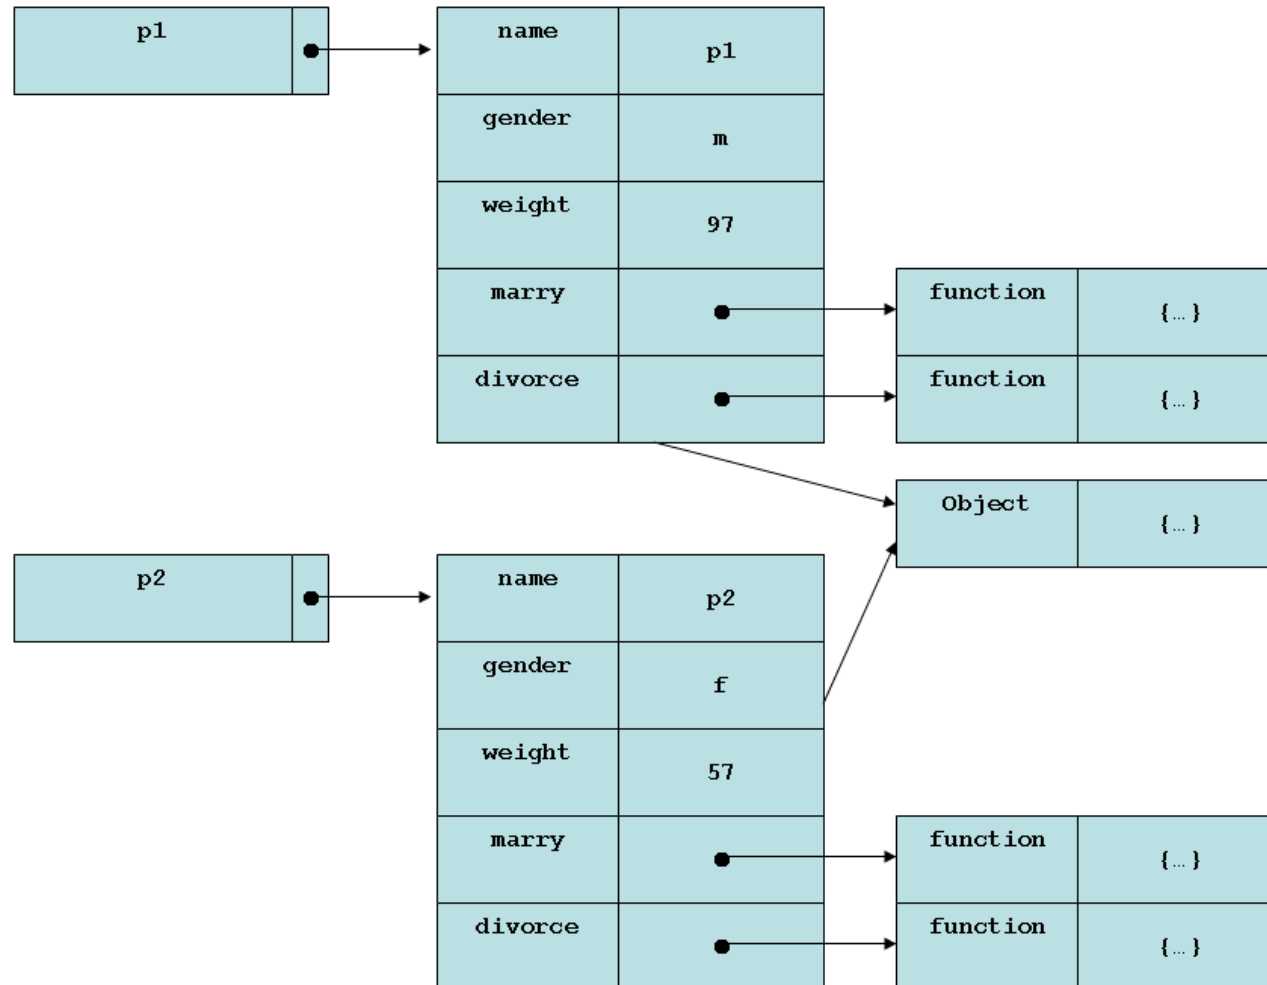 p1
name p1
gender m
weight 97
marry function {...}
divorce function {...}
Object {...}
p2
name p2
gender f
weight 57
marry function {...}
divorce function {...}